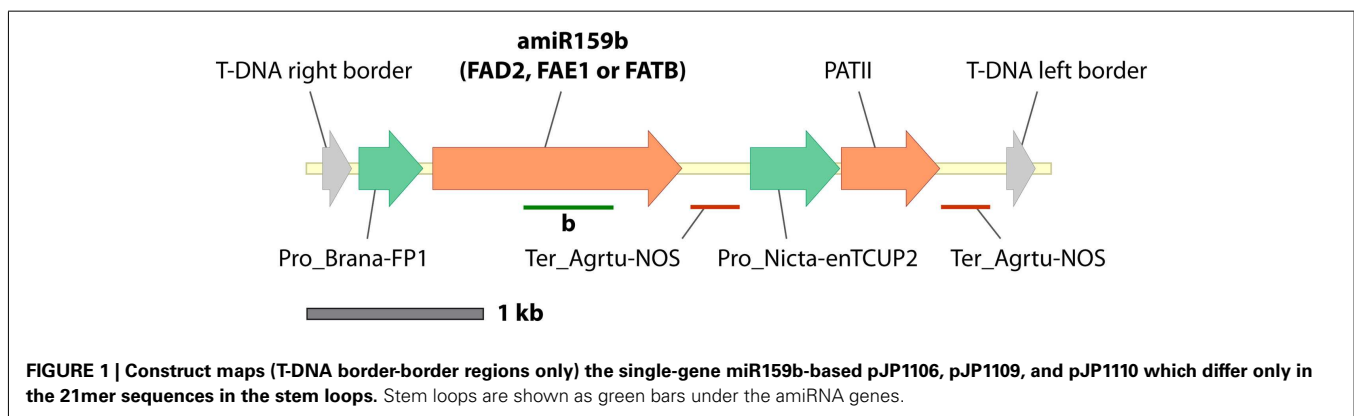 amiR159b
T-DNA right border
(FAD2, FAE1 or FATB)
PATII
T-DNA left border
b
Pro_Brana-FP1
Ter_Agrtu-NOS
Pro_Nicta-enTCUP2
Ter_Agrtu-NOS
1 kb
FIGURE 1 | Construct maps (T-DNA border-border regions only) the single-gene miR159b-based pJP1106, pJP1109, and pJP1110 which differ only in
the 21mer sequences in the stem loops. Stem loops are shown as green bars under the amiRNA genes.